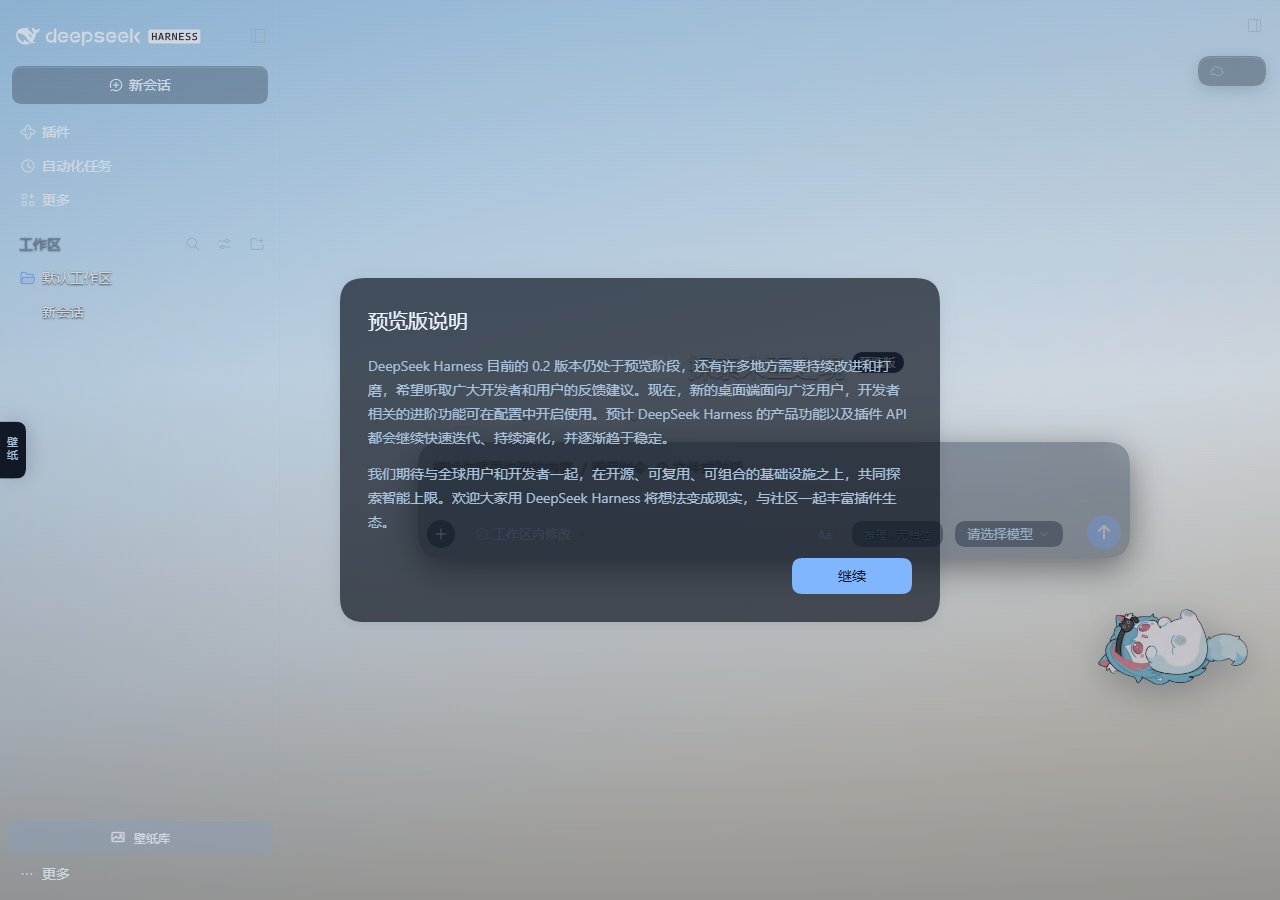 deepseek HARNESS
新会话
插件
自动化任务
更多
工作区
默认工作区
新会话
壁纸
预览版说明
DeepSeek Harness 目前的 0.2 版本仍处于预览阶段，还有许多地方需要持续改进和打
磨，希望听取广大开发者和用户的反馈建议。现在，新的桌面端面向广泛用户，开发者
相关的进阶功能可在配置中开启使用。预计 DeepSeek Harness 的产品功能以及插件 API
都会继续快速迭代、持续演化，并逐渐趋于稳定。
我们期待与全球用户和开发者一起，在开源、可复用、可组合的基础设施之上，共同探
索智能上限。欢迎大家用 DeepSeek Harness 将想法变成现实，与社区一起丰富插件生
态。
工作区内修改
Aa
请选择模型
继续
壁纸库
更多